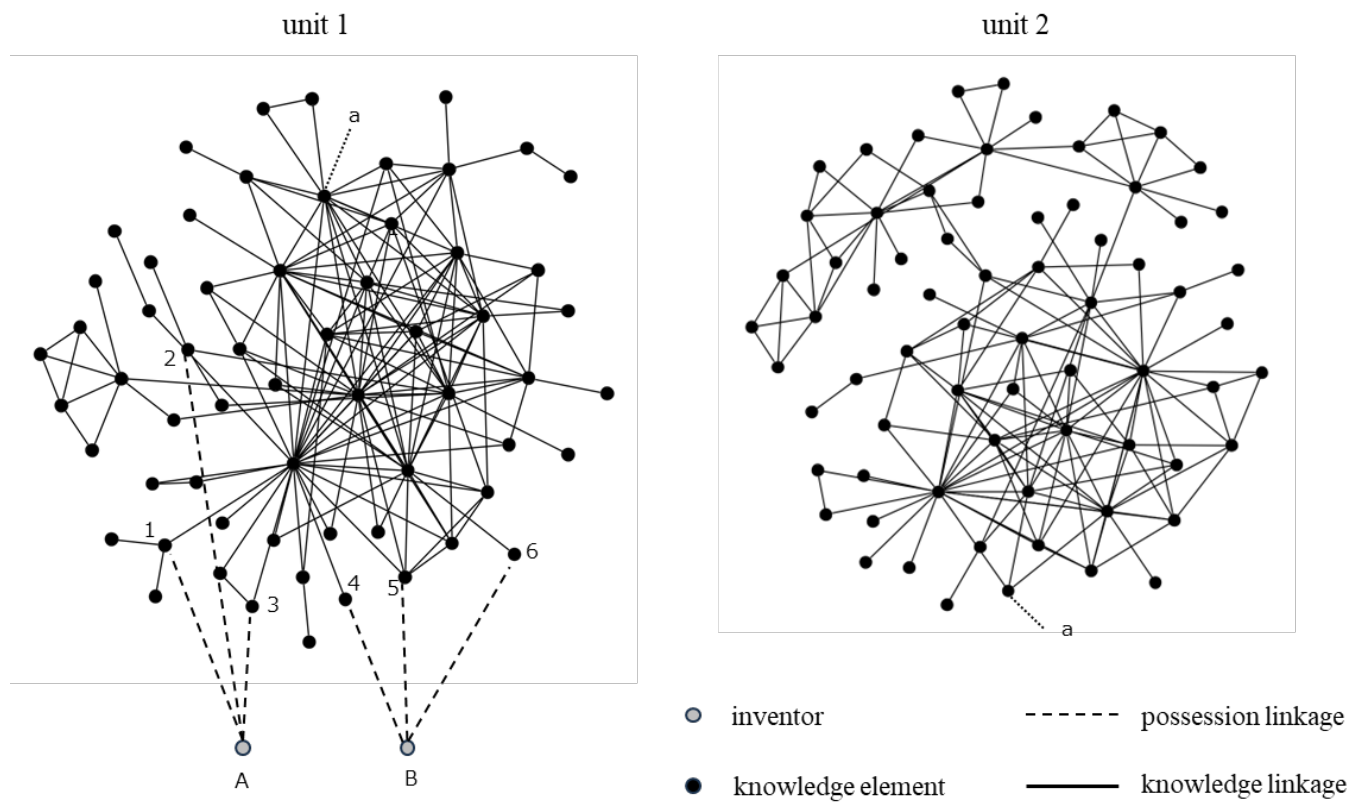 unit 1
unit 2
a
2
1
3
4
5
6
a
A
B
inventor
possession linkage
knowledge element
knowledge linkage